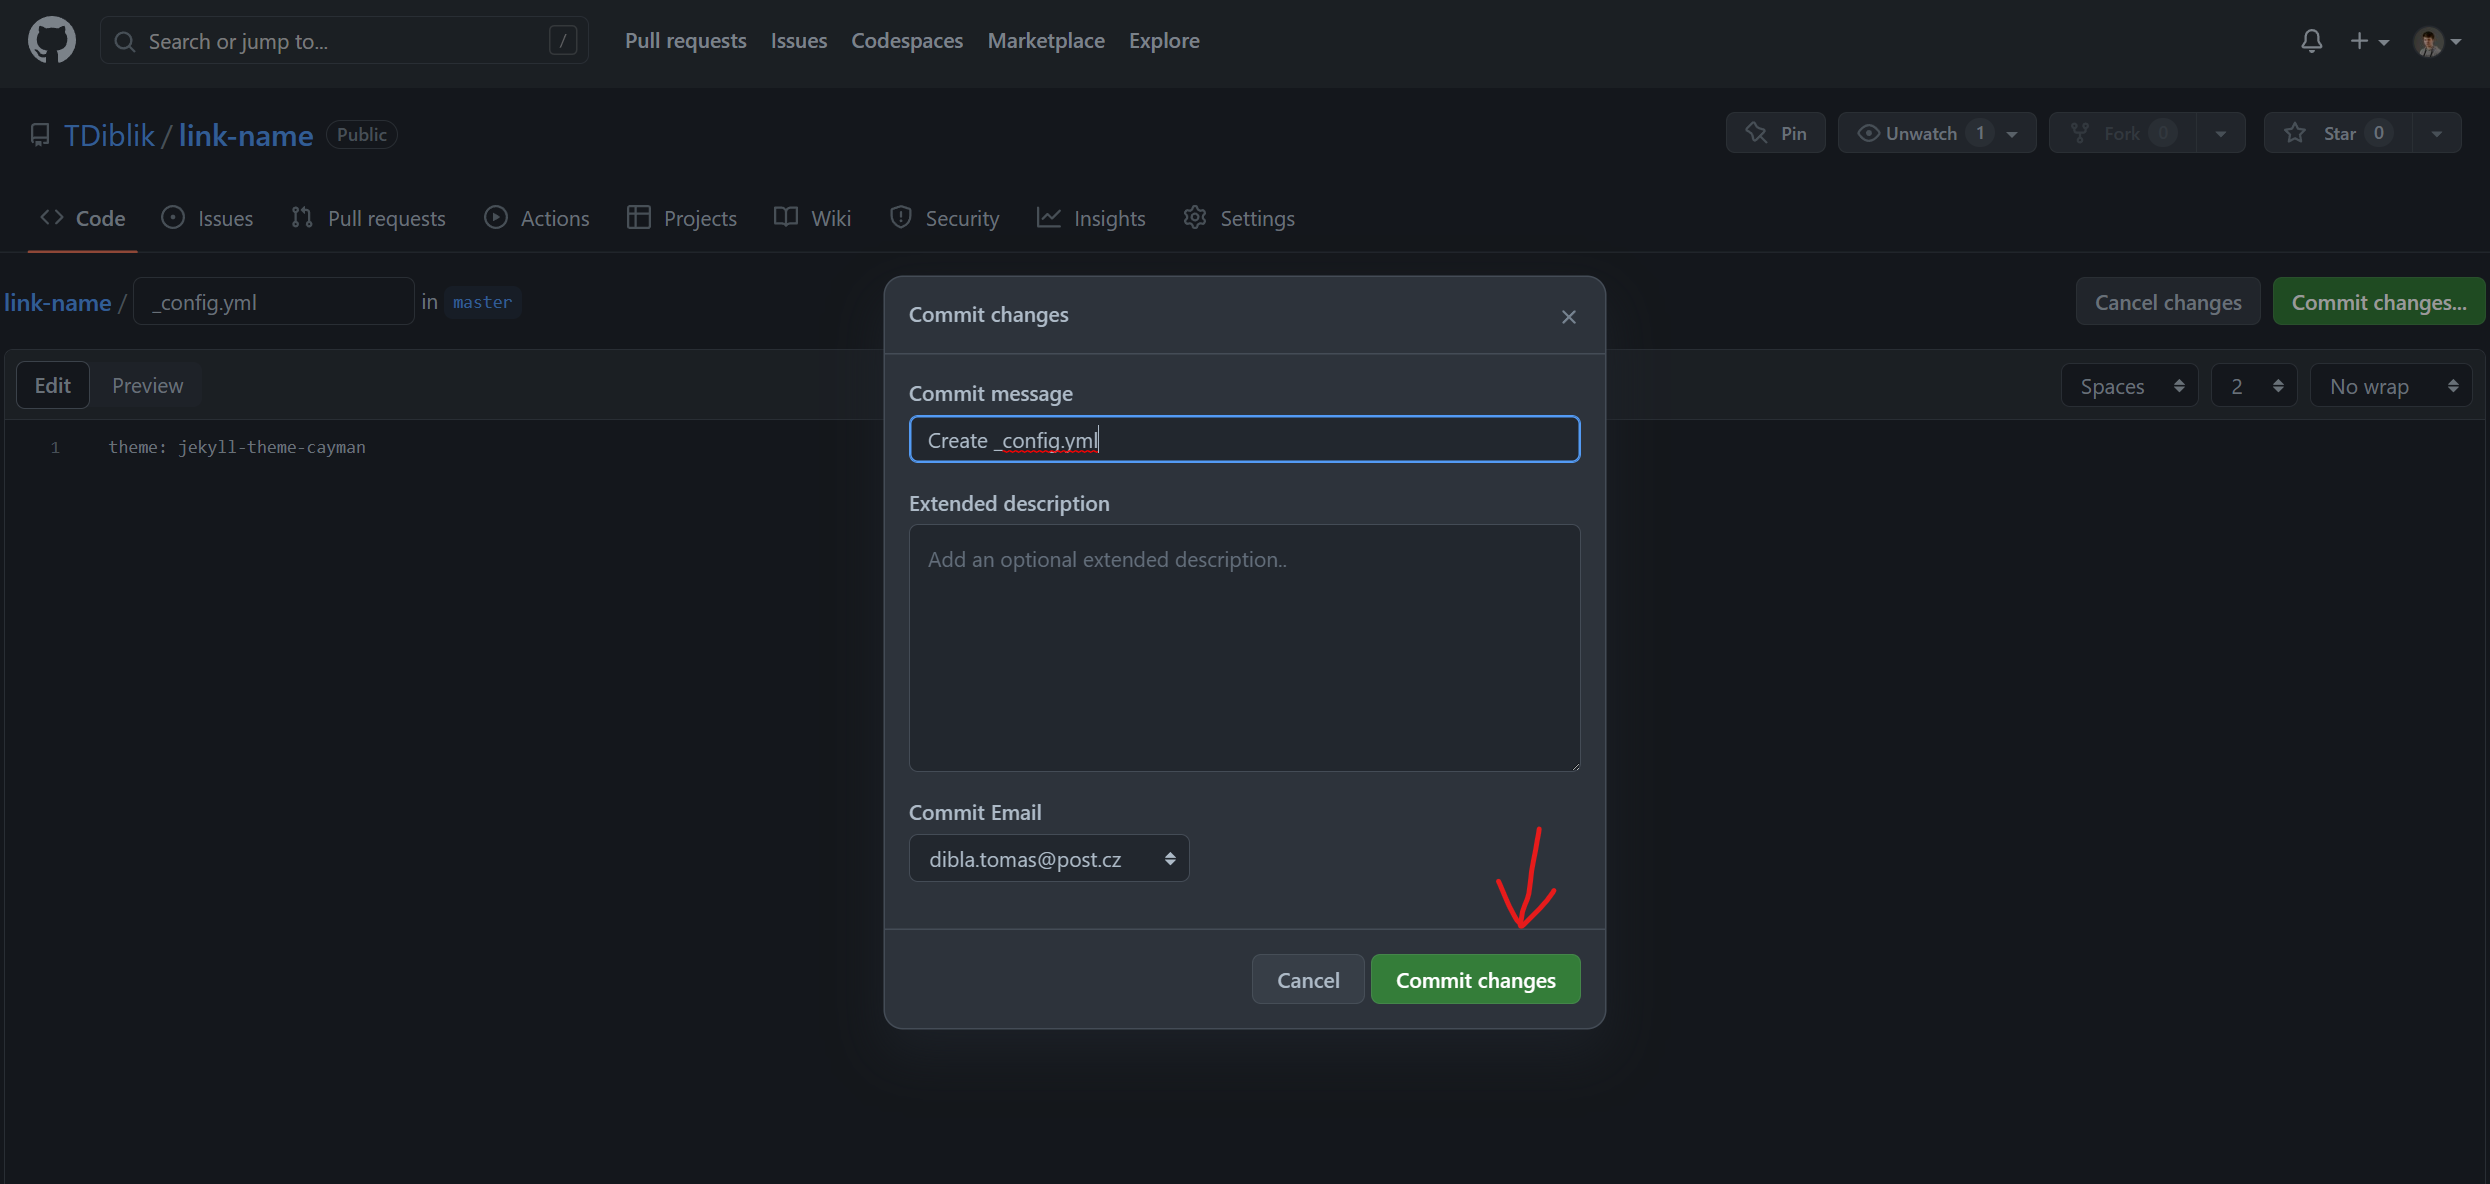 Search or jump to... /
Pull requests Issues Codespaces Marketplace Explore
TDiblik / link-name Public
Pin Unwatch 1 Fork 0 Star 0
Code Issues Pull requests Actions Projects Wiki Security Insights Settings
link-name / _config.yml in master
Cancel changes Commit changes...
Edit Preview
Spaces 2 No wrap
1 theme: jekyll-theme-cayman
Commit changes
Commit message
Create _config.yml
Extended description
Add an optional extended description..
Commit Email
dibla.tomas@post.cz
Cancel Commit changes